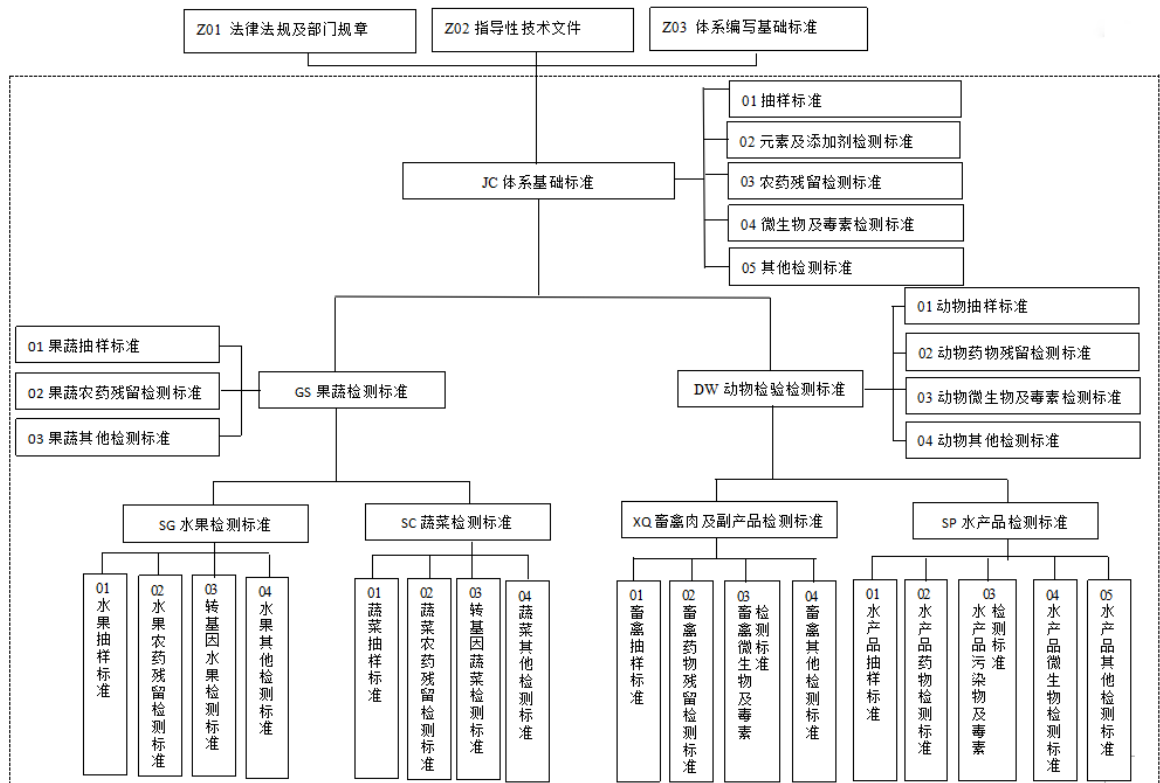 Z01 法律法规及部门规章
Z02 指导性技术文件
Z03 体系编写基础标准
JC 体系基础标准
01 抽样标准
02 元素及添加剂检测标准
03 农药残留检测标准
04 微生物及毒素检测标准
05 其他检测标准
01 果蔬抽样标准
02 果蔬农药残留检测标准
03 果蔬其他检测标准
GS 果蔬检测标准
DW 动物检验检测标准
01 动物抽样标准
02 动物药物残留检测标准
03 动物微生物及毒素检测标准
04 动物其他检测标准
SG 水果检测标准
SC 蔬菜检测标准
XQ 畜禽肉及副产品检测标准
SP 水产品检测标准
01 水果抽样标准
02 水果农药残留检测标准
03 转基因水果检测标准
04 水果其他检测标准
01 蔬菜抽样标准
02 蔬菜农药残留检测标准
03 转基因蔬菜检测标准
04 蔬菜其他检测标准
01 畜禽抽样标准
02 畜禽药物残留检测标准
03 畜禽微生物及毒素
检测标准
04 畜禽其他检测标准
01 水产品抽样标准
02 水产品药物检测标准
03 水产品污染物及毒素
检测标准
04 水产品微生物检测标准
05 水产品其他检测标准